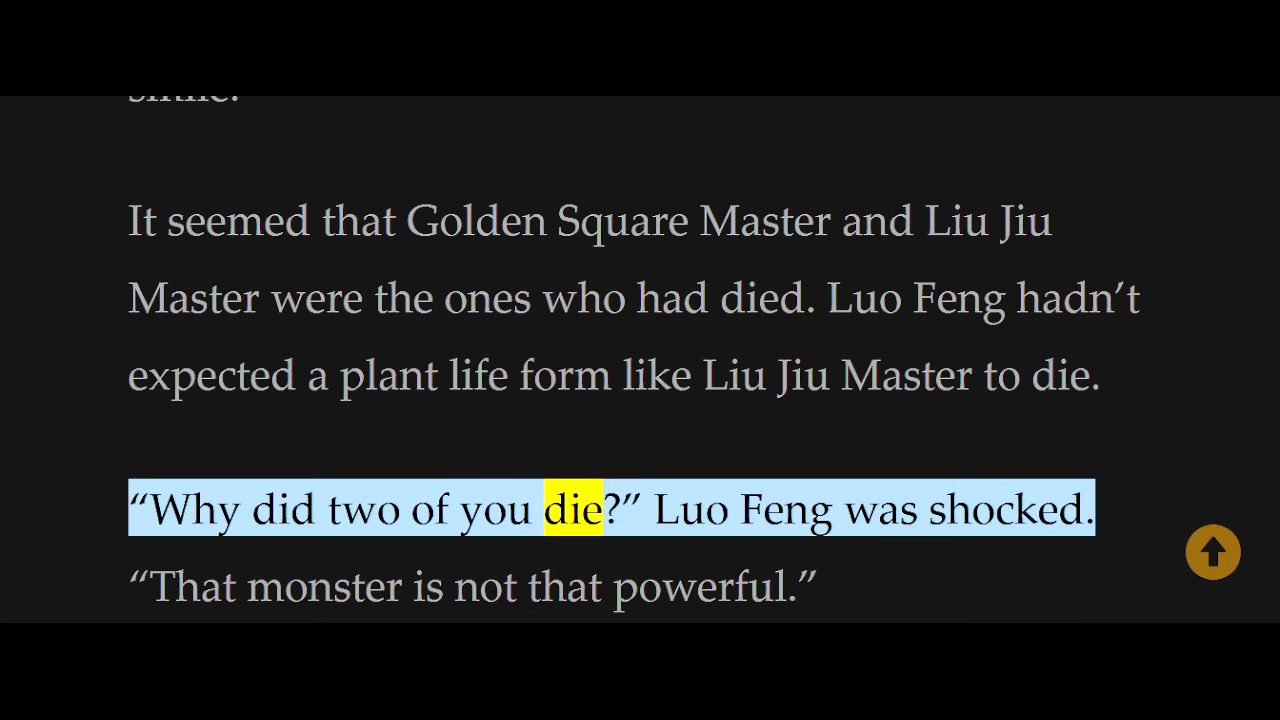 It seemed that Golden Square Master and Liu Jiu
Master were the ones who had died. Luo Feng hadn’t
expected a plant life form like Liu Jiu Master to die.
“Why did two of you die?” Luo Feng was shocked.
“That monster is not that powerful.”